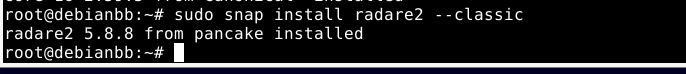 root@debianbb:~# sudo snap install radare2 --classic
radare2 5.8.8 from pancake installed
root@debianbb:~#